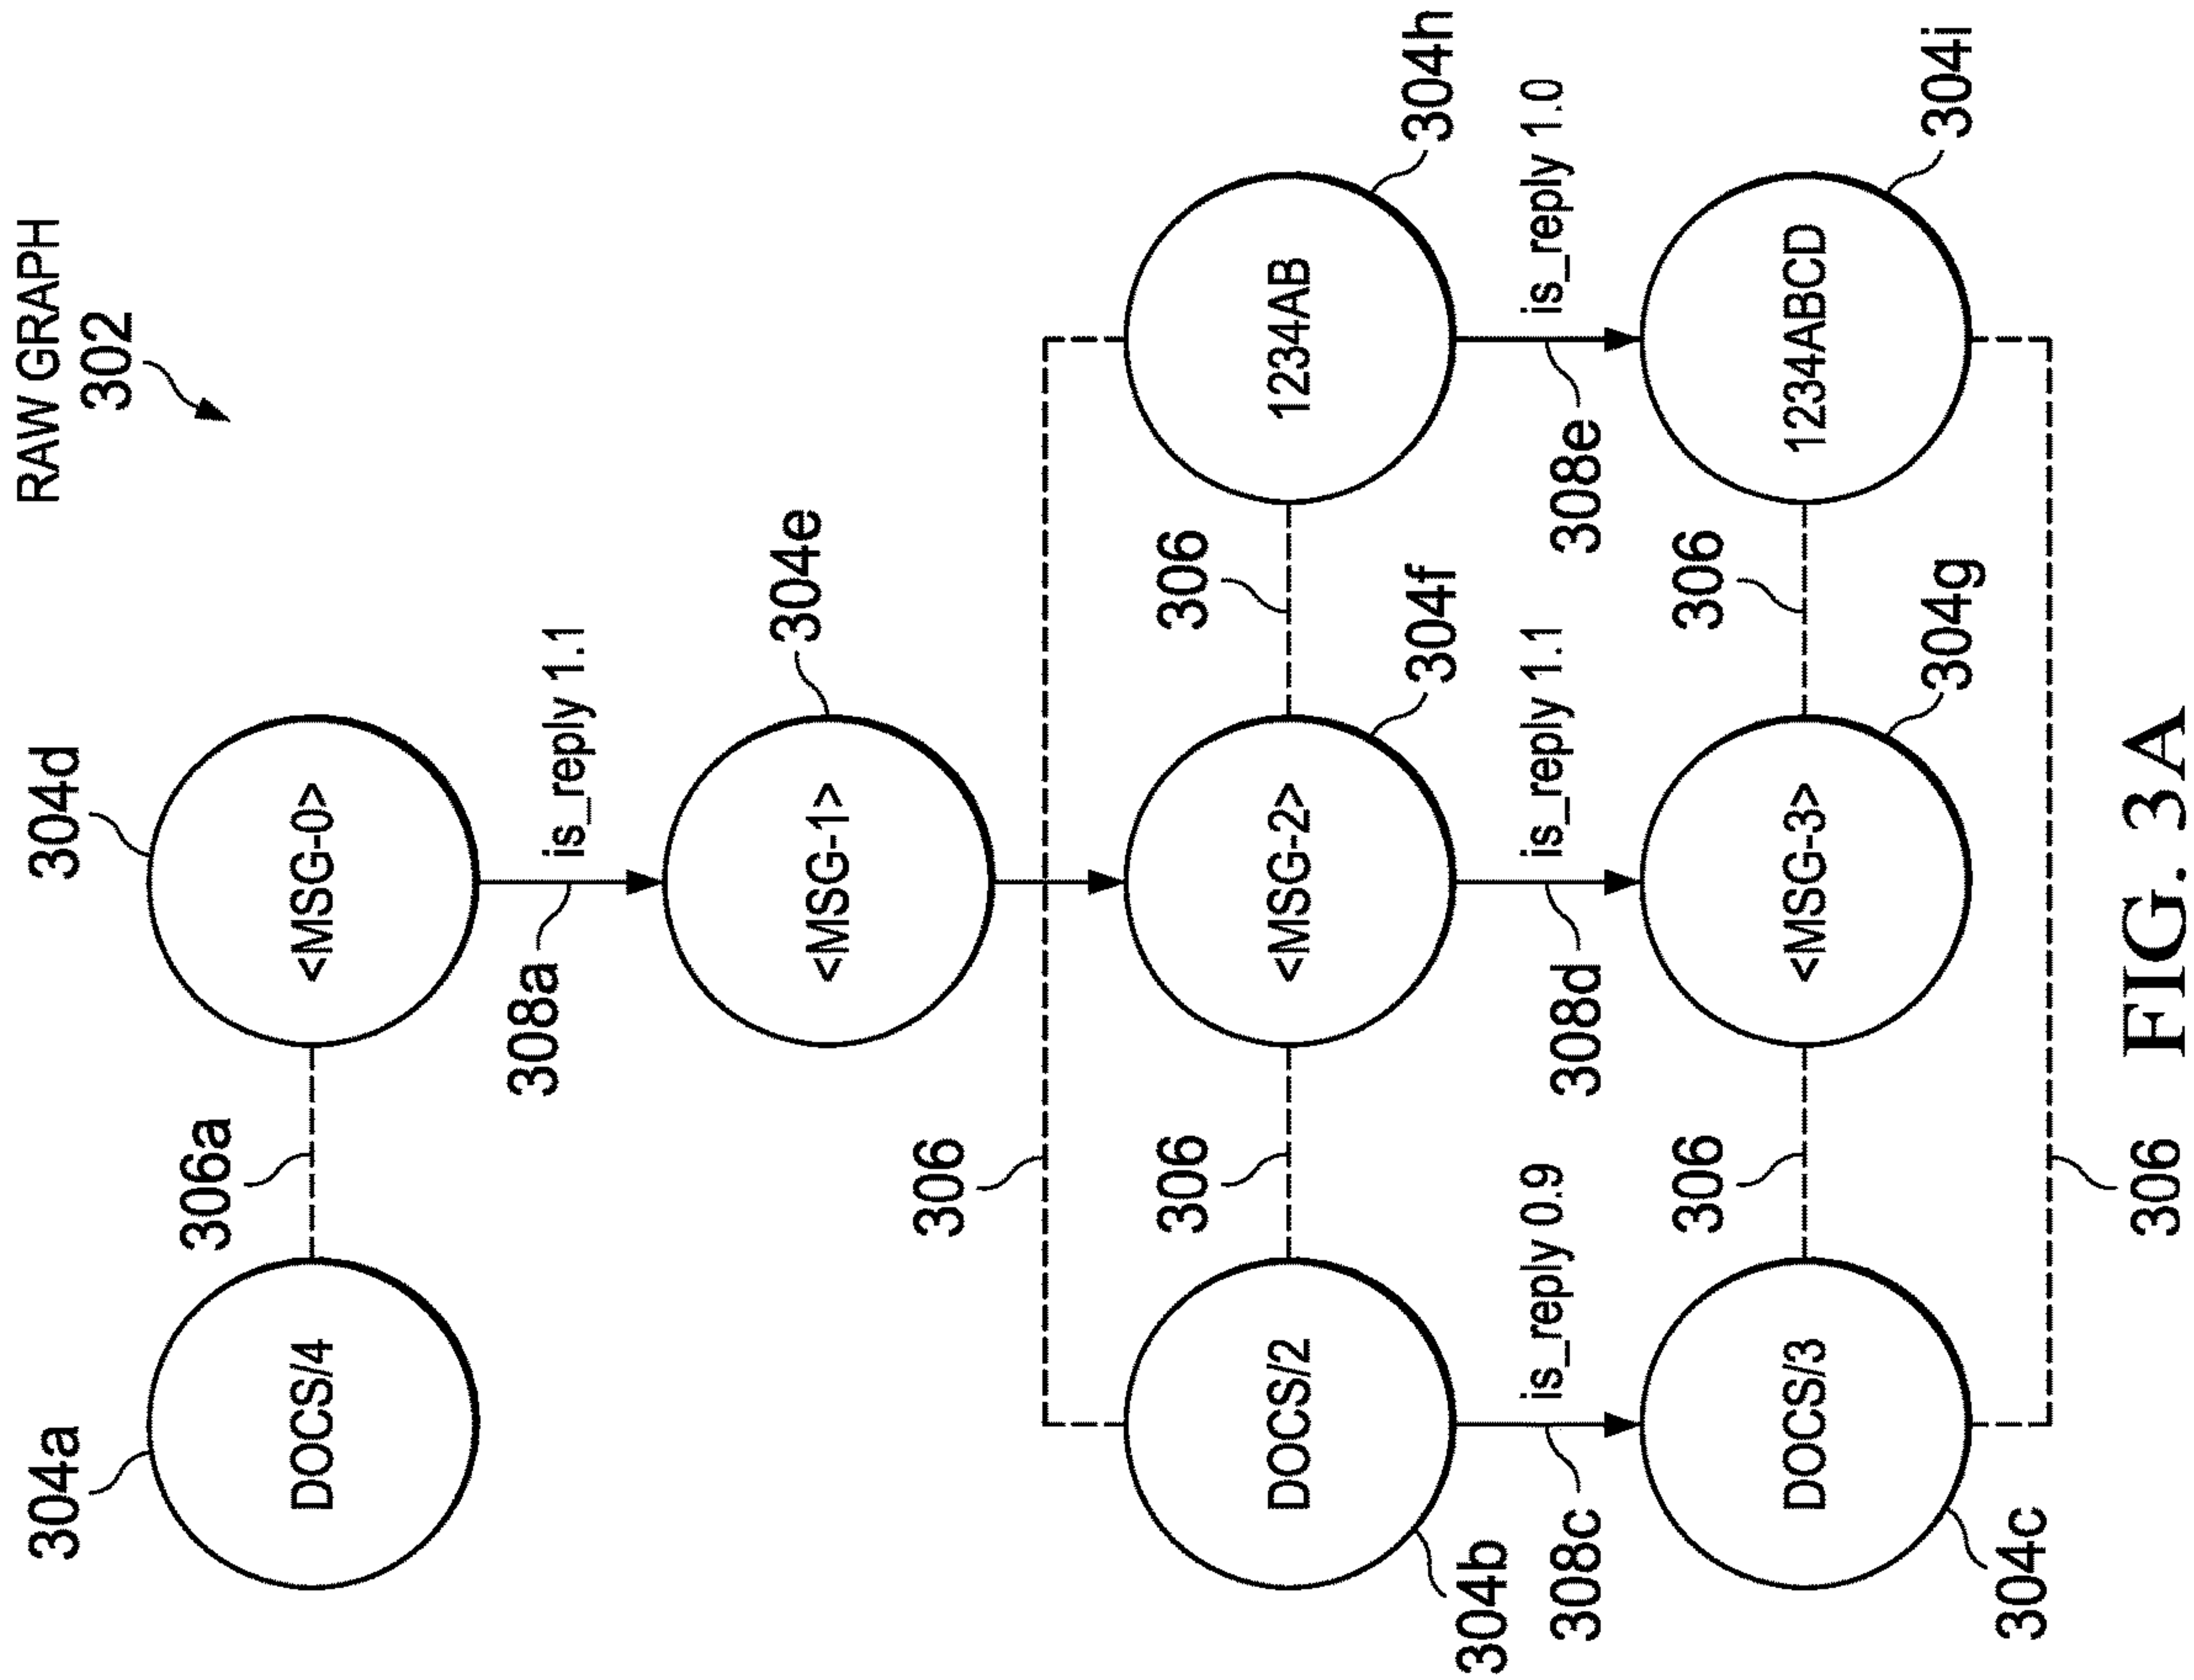 RAW GRAPH
302
304a
DOCS/4
306a
304d
<MSG-0>
308a
is_reply 1.1
304e
<MSG-1>
306
304b
DOCS/2
306
304f
<MSG-2>
306
304h
1234AB
308c
is_reply 0.9
308d
is_reply 1.1
308e
is_reply 1.0
304c
DOCS/3
306
304g
<MSG-3>
306
304i
1234ABCD
306
FIG. 3A